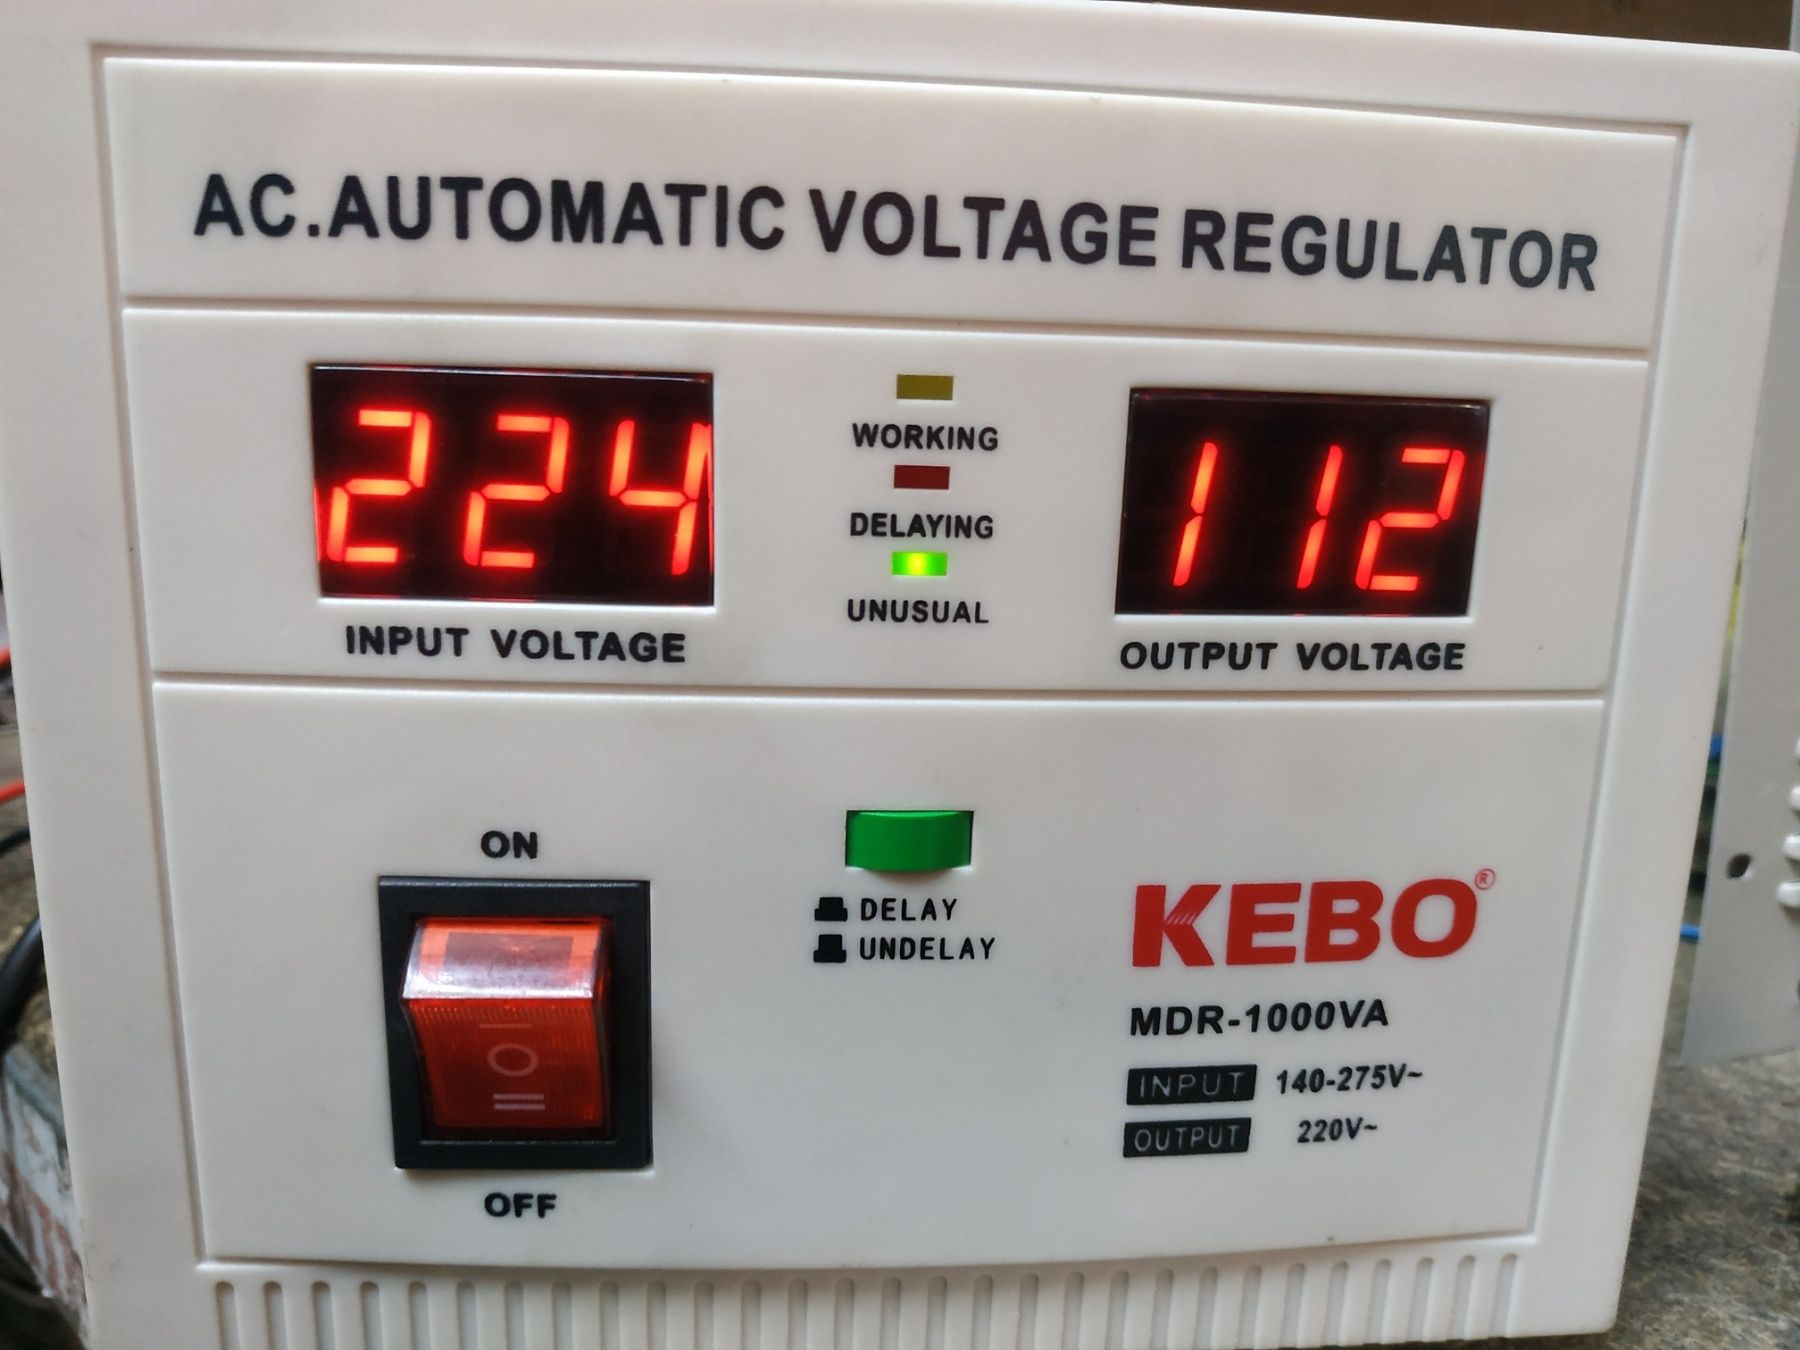 AC.AUTOMATIC VOLTAGE REGULATOR
224
WORKING
DELAYING
UNUSUAL
112
INPUT VOLTAGE
OUTPUT VOLTAGE
ON
OFF
DELAY
UNDELAY
KEBO®
MDR-1000VA
INPUT 140-275V~
OUTPUT 220V~